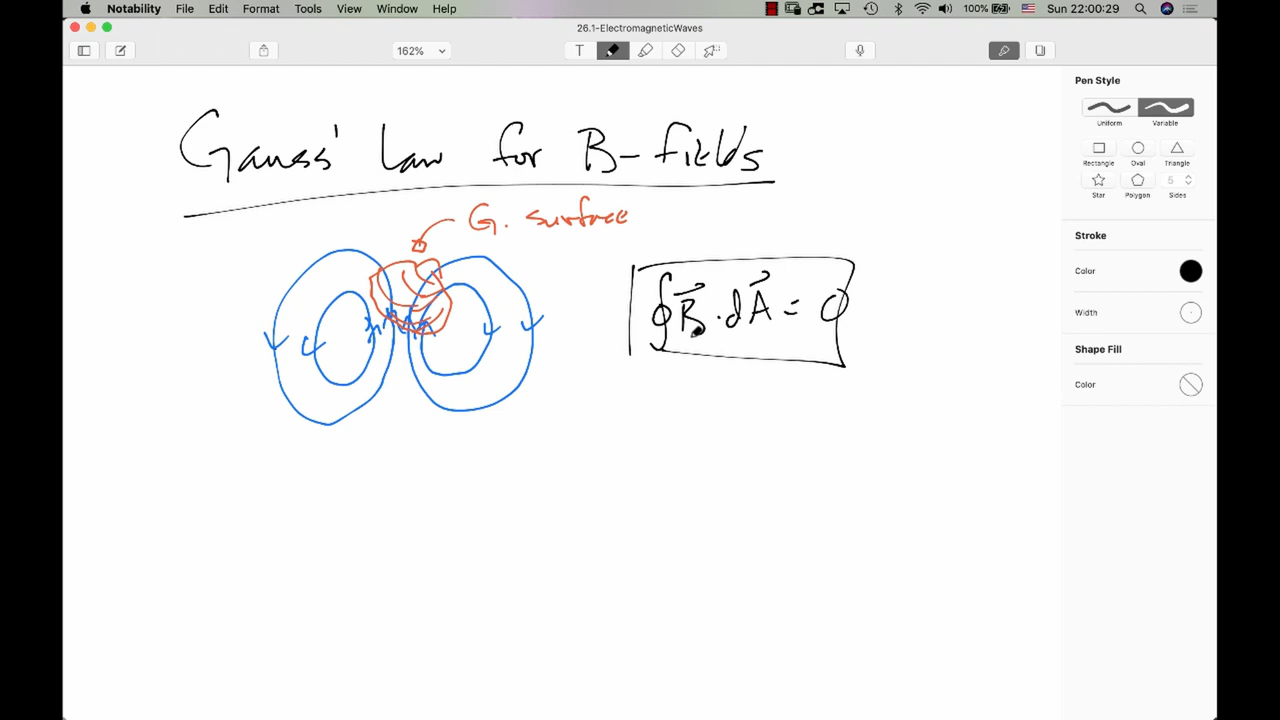 Notability File Edit Format Tools View Window Help 100% Sun 22:00:29
26.1-ElectromagneticWaves
162% T
Pen Style
Uniform Variable
Rectangle Oval Triangle
5
Star Polygon Sides
Stroke
Color
Width
Shape Fill
Color
Gauss' Law for B-fields
G. surface
∮B⃗·dA⃗ = 0